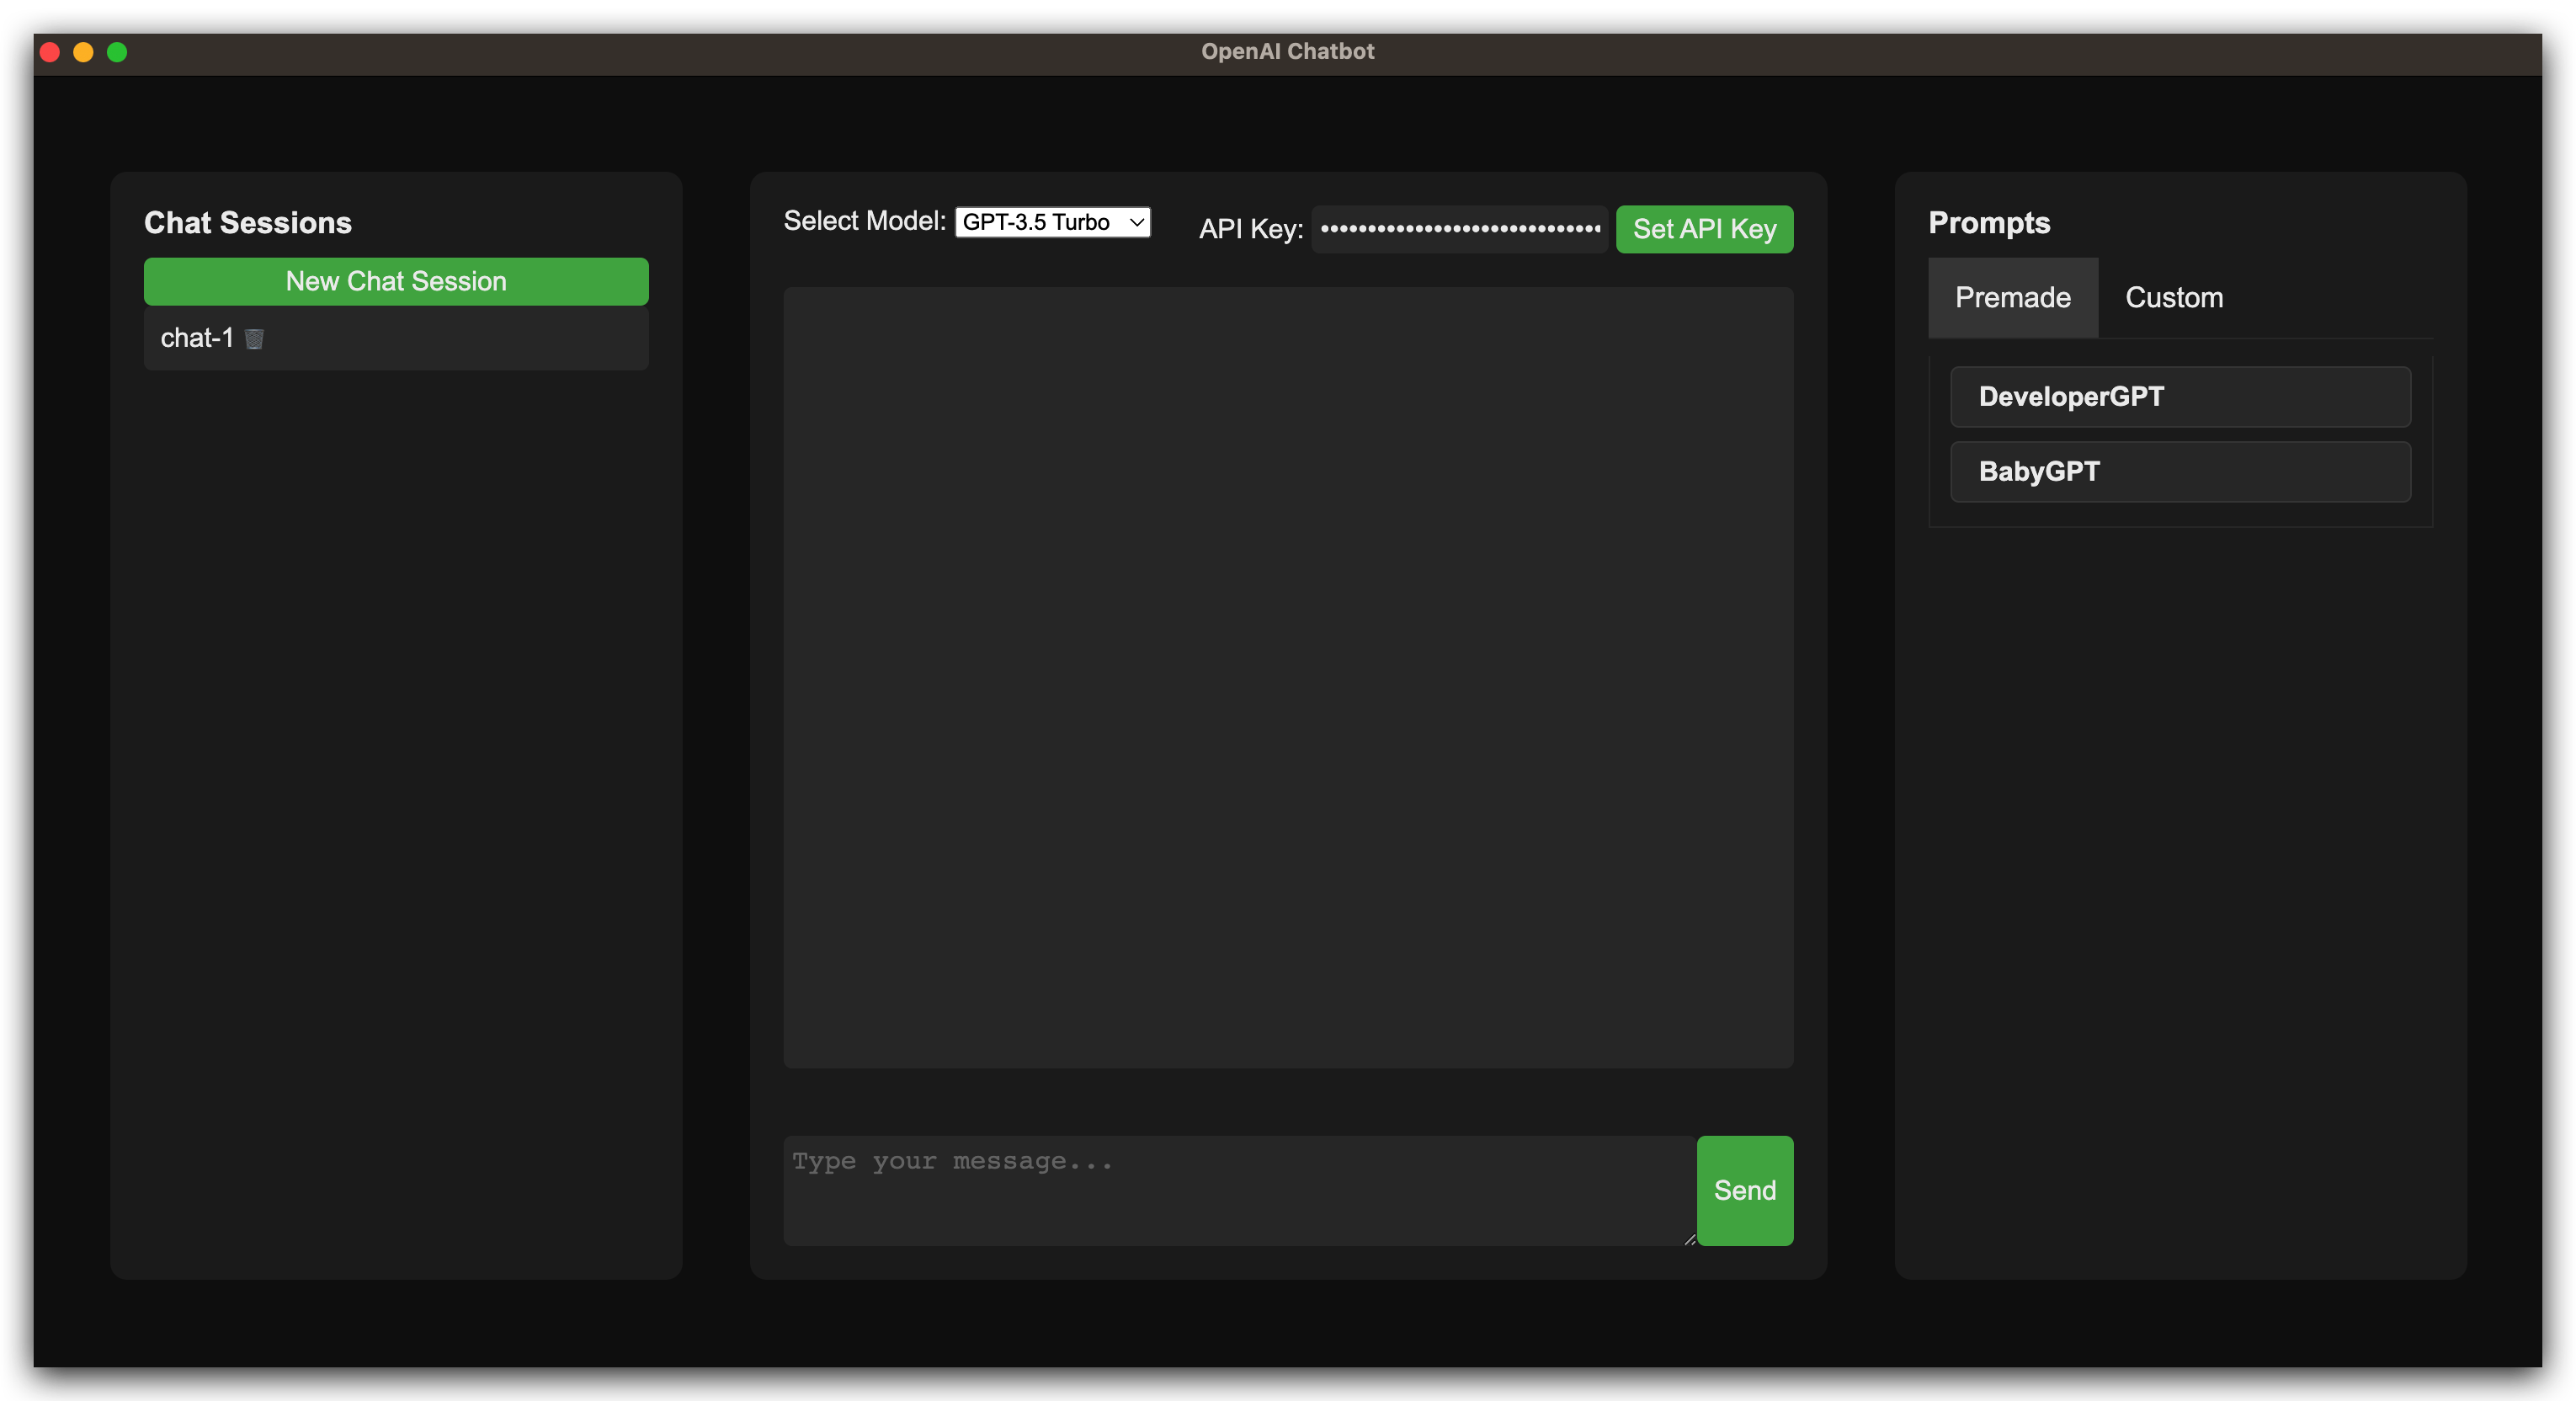 OpenAI Chatbot
Chat Sessions
New Chat Session
chat-1
Select Model: GPT-3.5 Turbo
API Key: Set API Key
Type your message...
Send
Prompts
Premade Custom
DeveloperGPT
BabyGPT